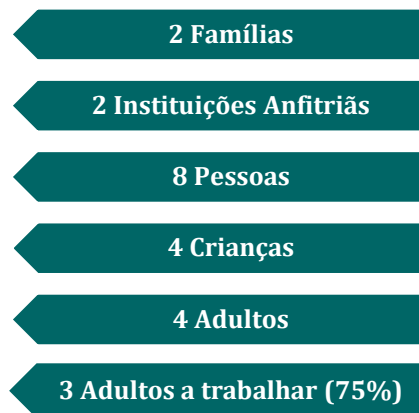 2 Famílias
2 Instituições Anfitriãs
8 Pessoas
4 Crianças
4 Adultos
3 Adultos a trabalhar (75%)